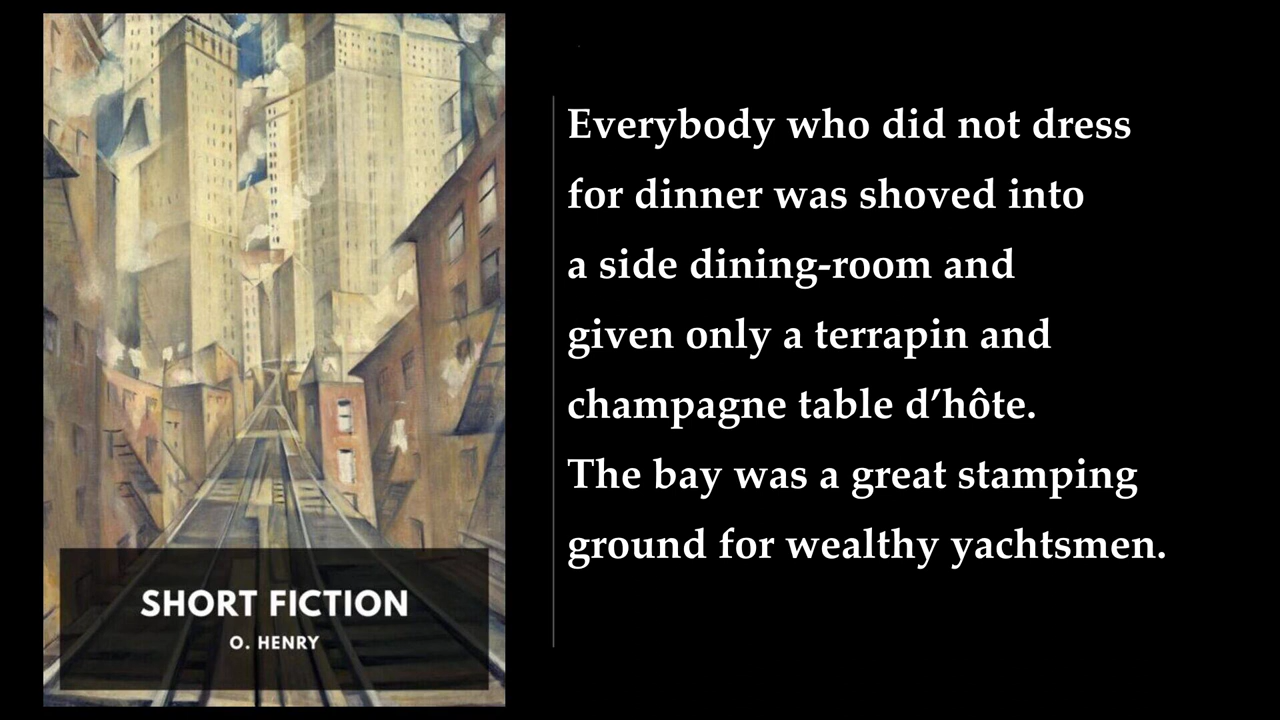 Everybody who did not dress
for dinner was shoved into
a side dining-room and
given only a terrapin and
champagne table d’hôte.
The bay was a great stamping
ground for wealthy yachtsmen.
SHORT FICTION
O. HENRY